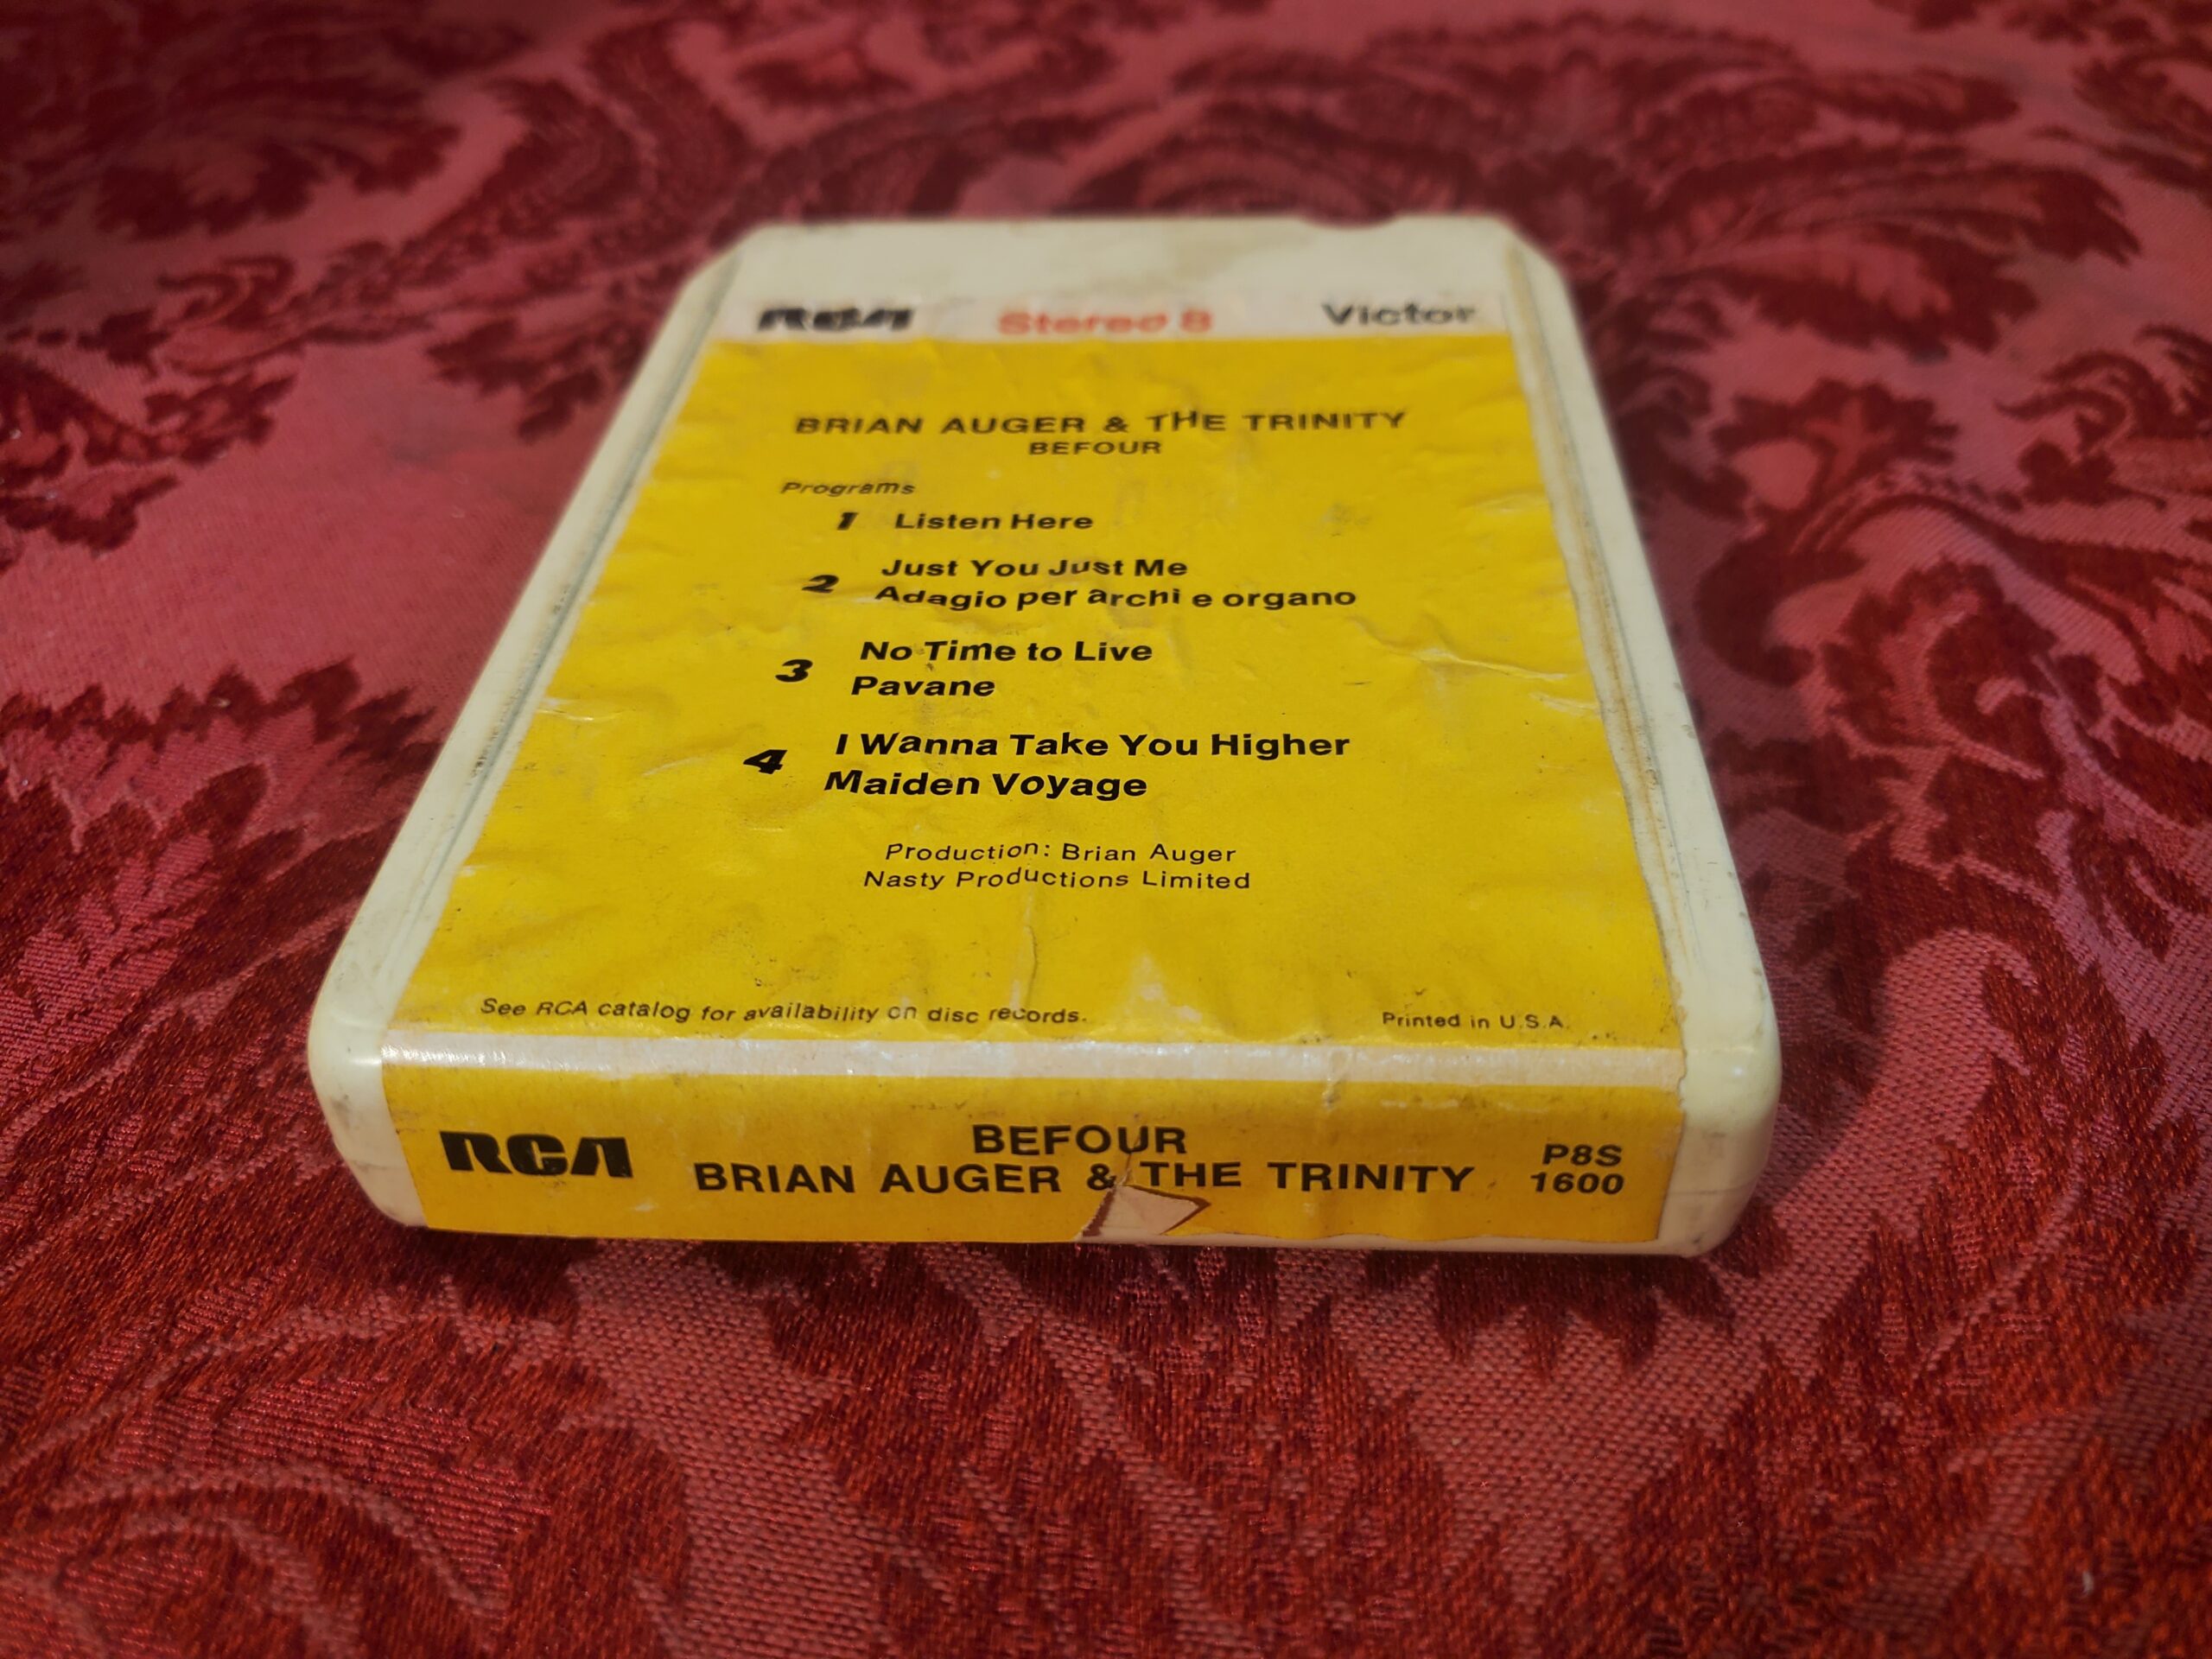 RCA Stereo 8 Victor
BRIAN AUGER & THE TRINITY
BEFOUR
Programs
1 Listen Here
2 Just You Just Me
Adagio per archi e organo
3 No Time to Live
Pavane
4 I Wanna Take You Higher
Maiden Voyage
Production: Brian Auger
Nasty Productions Limited
See RCA catalog for availability on disc records.
Printed in U.S.A.
RCA
BEFOUR
BRIAN AUGER & THE TRINITY
P8S
1600